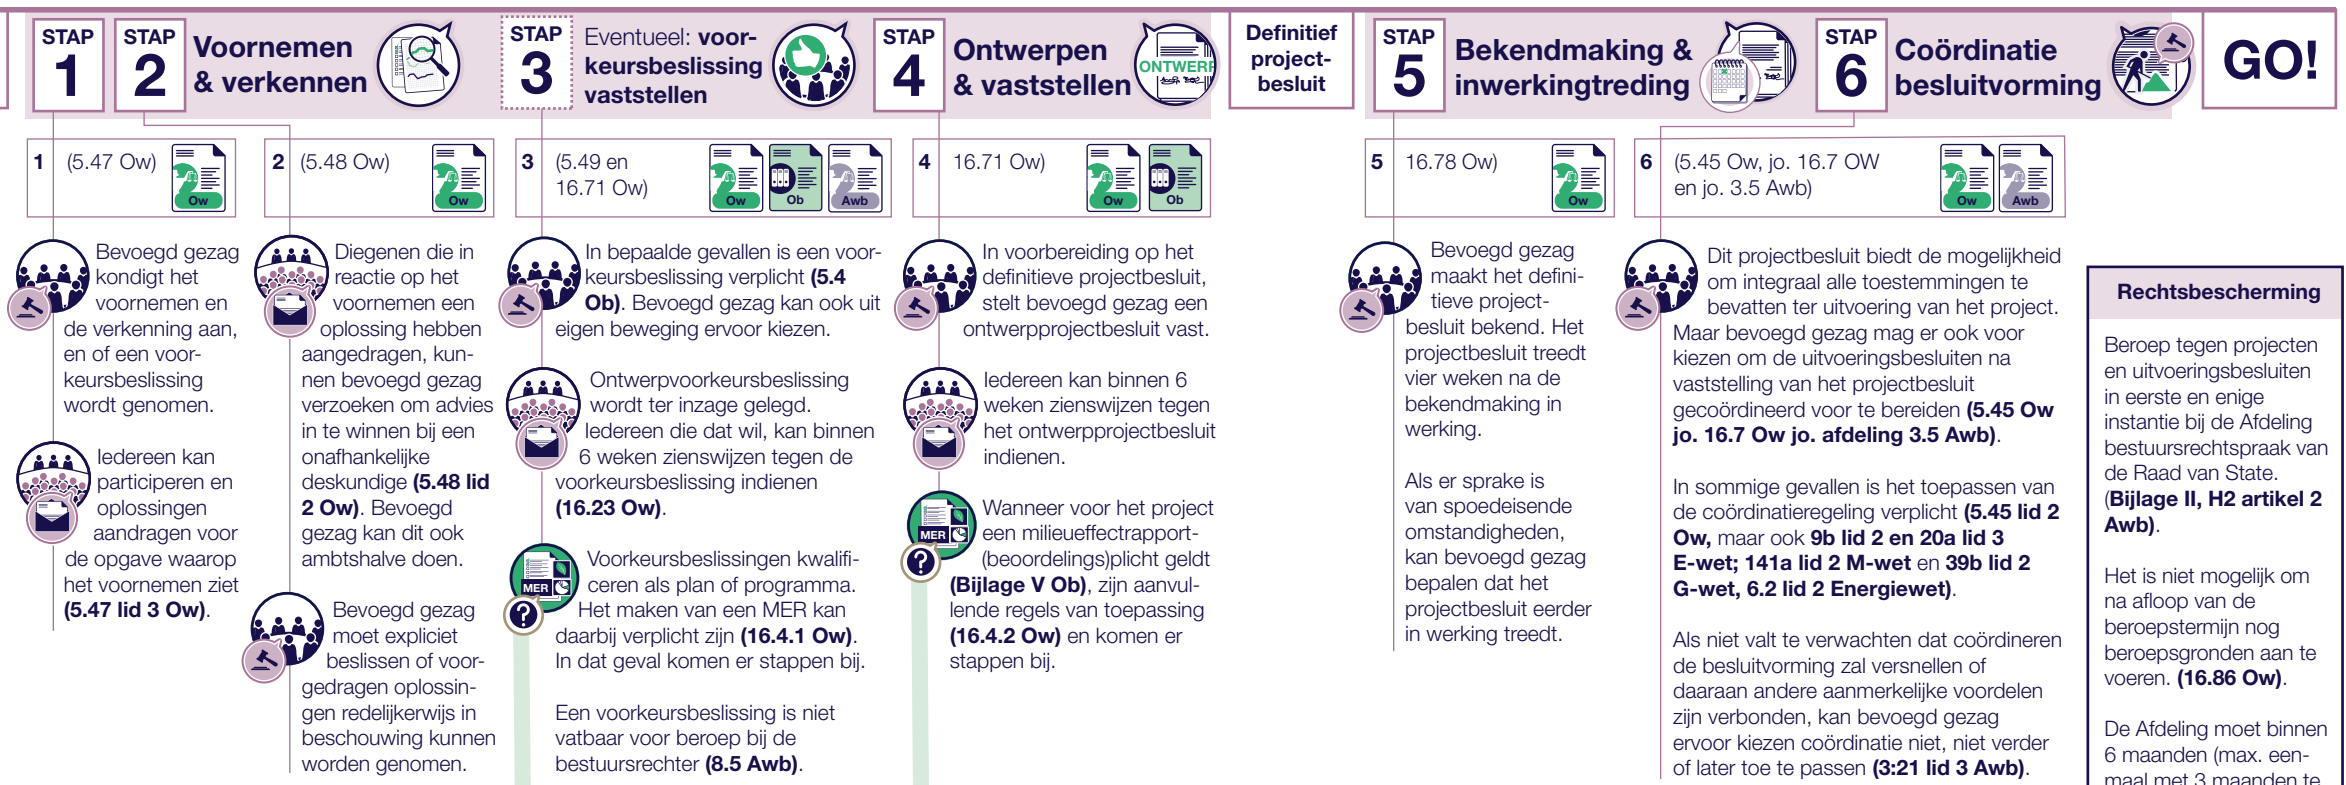 STAP
1
STAP
2
Voornemen
& verkennen
STAP
3
Eventueel: voor-
keursbeslissing
vaststellen
STAP
4
Ontwerpen
& vaststellen
ONTWERP
Definitief
project-
besluit
STAP
5
Bekendmaking &
inwerkingtreding
STAP
6
Coördinatie
besluitvorming
GO!
1 (5.47 Ow)
Ow
Bevoegd gezag
kondigt het
voornemen en
de verkenning aan,
en of een voor-
keursbeslissing
wordt genomen.
Iedereen kan
participeren en
oplossingen
aandragen voor
de opgave waarop
het voornemen ziet
(5.47 lid 3 Ow).
2 (5.48 Ow)
Ow
Diegenen die in
reactie op het
voornemen een
oplossing hebben
aangedragen, kun-
nen bevoegd gezag
verzoeken om advies
in te winnen bij een
onafhankelijke
deskundige (5.48 lid
2 Ow). Bevoegd
gezag kan dit ook
ambtshalve doen.
Bevoegd gezag
moet expliciet
beslissen of voor-
gedragen oplossin-
gen redelijkerwijs in
beschouwing kunnen
worden genomen.
3 (5.49 en
16.71 Ow)
Ow
Ob
Awb
In bepaalde gevallen is een voor-
keursbeslissing verplicht (5.4
Ob). Bevoegd gezag kan ook uit
eigen beweging ervoor kiezen.
Ontwerpvoorkeursbeslissing
wordt ter inzage gelegd.
Iedereen die dat wil, kan binnen
6 weken zienswijzen tegen de
voorkeursbeslissing indienen
(16.23 Ow).
MER
?
Voorkeursbeslissingen kwalifi-
ceren als plan of programma.
Het maken van een MER kan
daarbij verplicht zijn (16.4.1 Ow).
In dat geval komen er stappen bij.
Een voorkeursbeslissing is niet
vatbaar voor beroep bij de
bestuursrechter (8.5 Awb).
4 16.71 Ow)
Ow
Ob
In voorbereiding op het
definitieve projectbesluit,
stelt bevoegd gezag een
ontwerpprojectbesluit vast.
Iedereen kan binnen 6
weken zienswijzen tegen
het ontwerpprojectbesluit
indienen.
MER
?
Wanneer voor het project
een milieueffectrapport-
(beoordelings)plicht geldt
(Bijlage V Ob), zijn aanvul-
lende regels van toepassing
(16.4.2 Ow) en komen er
stappen bij.
5 16.78 Ow)
Ow
Bevoegd gezag
maakt het defini-
tieve project-
besluit bekend. Het
projectbesluit treedt
vier weken na de
bekendmaking in
werking.
Als er sprake is
van spoedeisende
omstandigheden,
kan bevoegd gezag
bepalen dat het
projectbesluit eerder
in werking treedt.
6 (5.45 Ow, jo. 16.7 OW
en jo. 3.5 Awb)
Ow
Awb
Dit projectbesluit biedt de mogelijkheid
om integraal alle toestemmingen te
bevatten ter uitvoering van het project.
Maar bevoegd gezag mag er ook voor
kiezen om de uitvoeringsbesluiten na
vaststelling van het projectbesluit
gecoördineerd voor te bereiden (5.45 Ow
jo. 16.7 Ow jo. afdeling 3.5 Awb).
In sommige gevallen is het toepassen van
de coördinatieregeling verplicht (5.45 lid 2
Ow, maar ook 9b lid 2 en 20a lid 3
E-wet; 141a lid 2 M-wet en 39b lid 2
G-wet, 6.2 lid 2 Energiewet).
Als niet valt te verwachten dat coördineren
de besluitvorming zal versnellen of
daaraan andere aanmerkelijke voordelen
zijn verbonden, kan bevoegd gezag
ervoor kiezen coördinatie niet, niet verder
of later toe te passen (3:21 lid 3 Awb).
Rechtsbescherming
Beroep tegen projecten
en uitvoeringsbesluiten
in eerste en enige
instantie bij de Afdeling
bestuursrechtspraak van
de Raad van State.
(Bijlage II, H2 artikel 2
Awb).
Het is niet mogelijk om
na afloop van de
beroepstermijn nog
beroepsgronden aan te
voeren. (16.86 Ow).
De Afdeling moet binnen
6 maanden (max. een-
maal met 3 maanden te